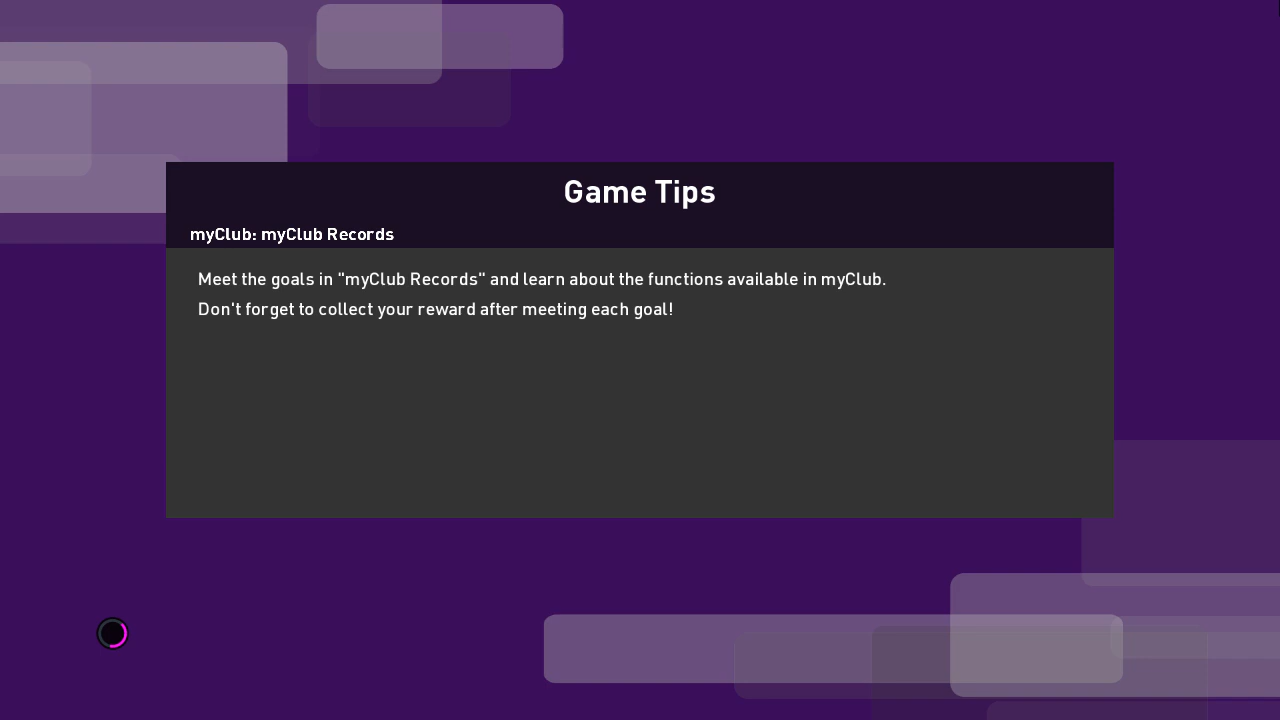 Game Tips
myClub: myClub Records
Meet the goals in "myClub Records" and learn about the functions available in myClub.
Don't forget to collect your reward after meeting each goal!